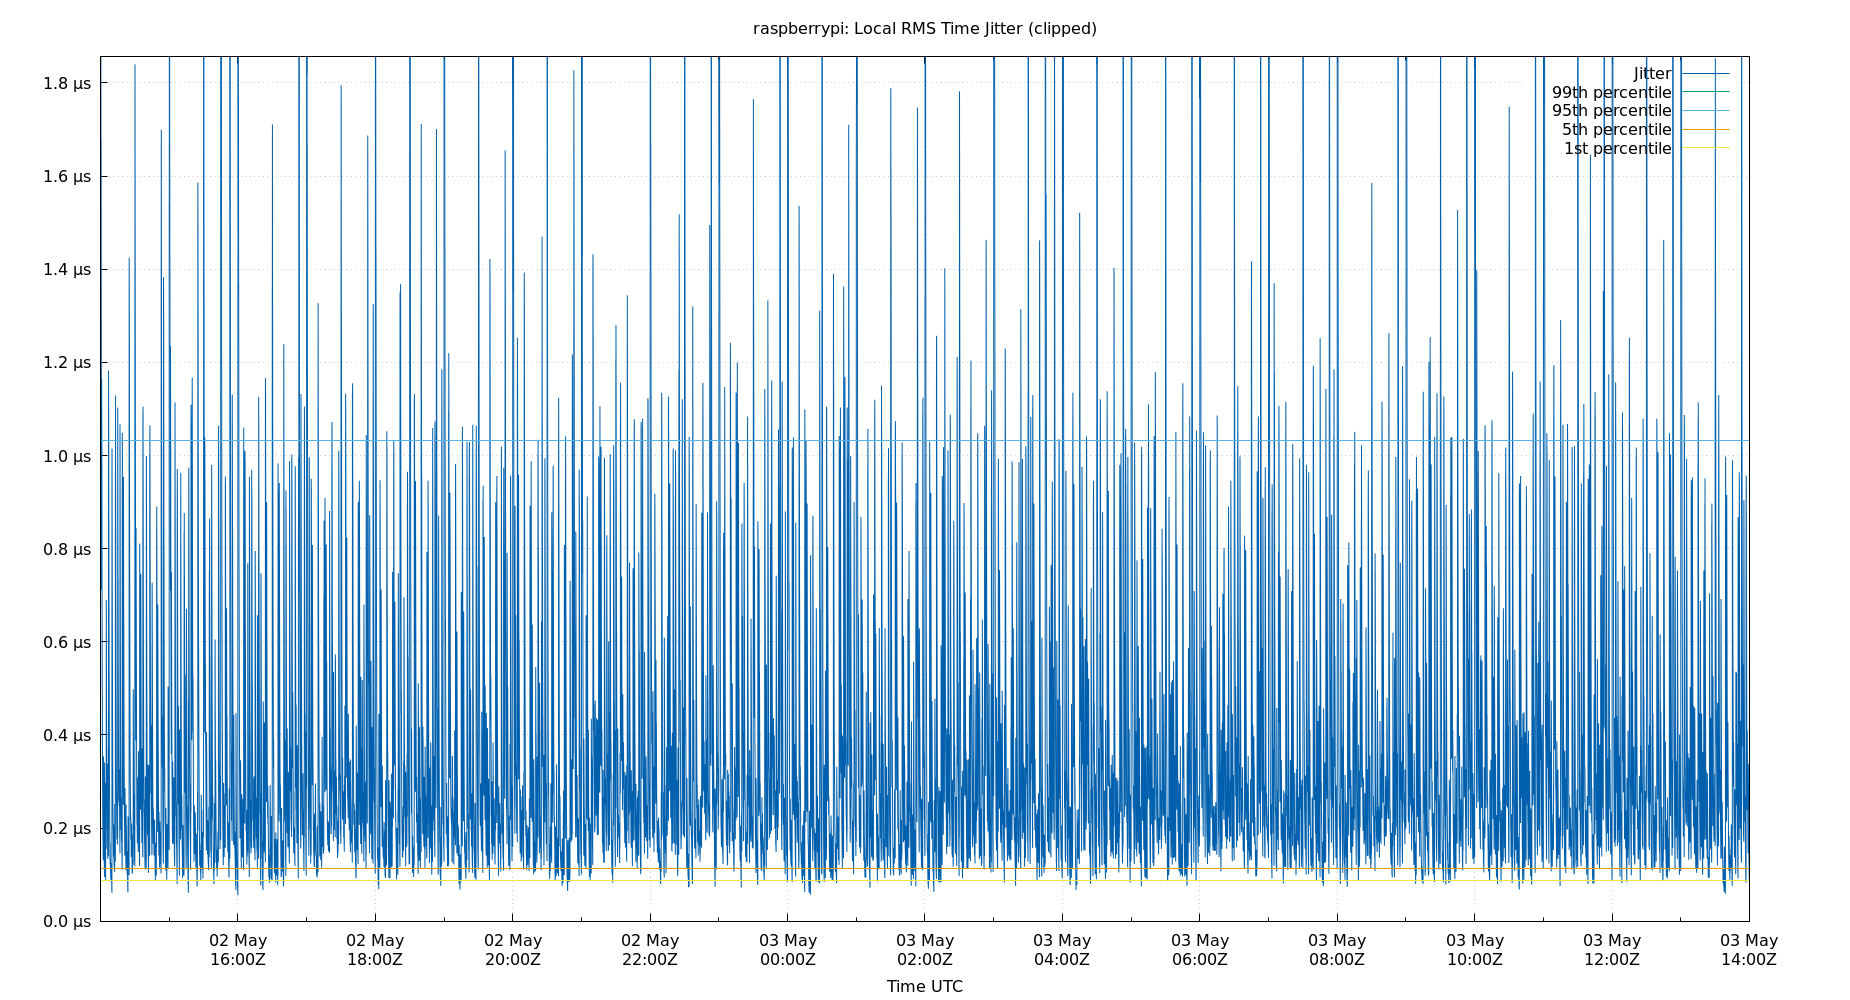 raspberrypi: Local RMS Time Jitter (clipped)
Jitter
99th percentile
95th percentile
5th percentile
1st percentile
1.8 µs
1.6 µs
1.4 µs
1.2 µs
1.0 µs
0.8 µs
0.6 µs
0.4 µs
0.2 µs
0.0 µs
02 May 02 May 02 May 02 May 03 May 03 May 03 May 03 May 03 May 03 May 03 May 03 May
16:00Z 18:00Z 20:00Z 22:00Z 00:00Z 02:00Z 04:00Z 06:00Z 08:00Z 10:00Z 12:00Z 14:00Z
Time UTC